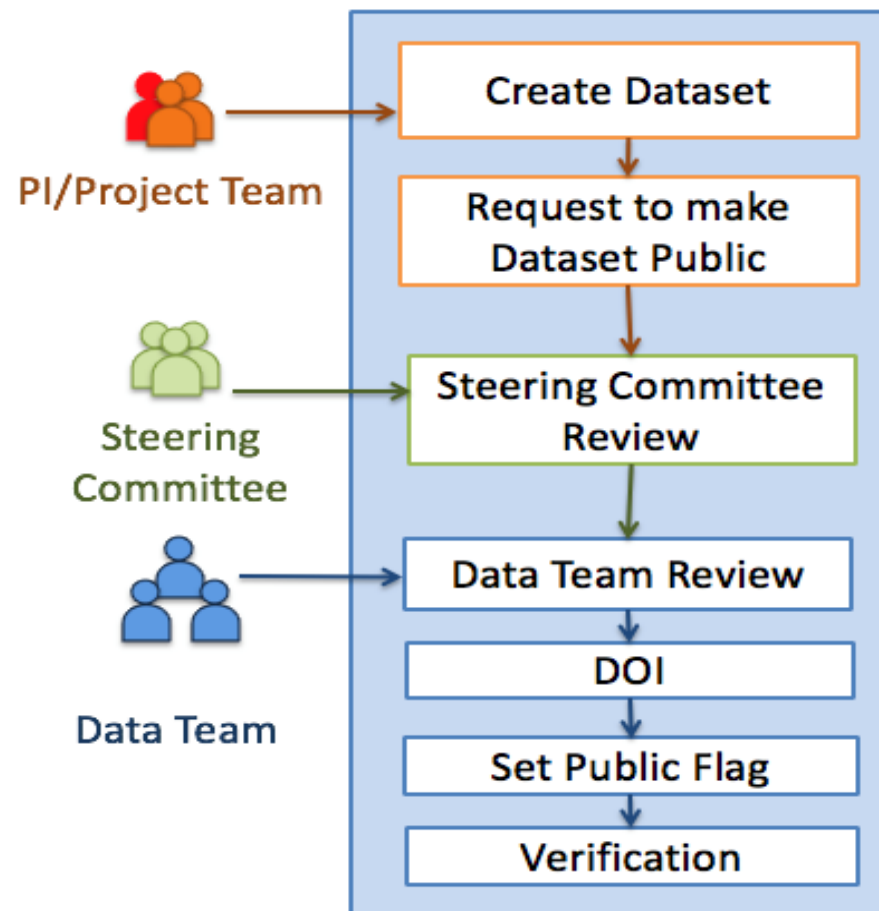 Create Dataset
PI/Project Team
Request to make
Dataset Public
Steering Committee
Review
Steering
Committee
Data Team Review
DOI
Data Team
Set Public Flag
Verification